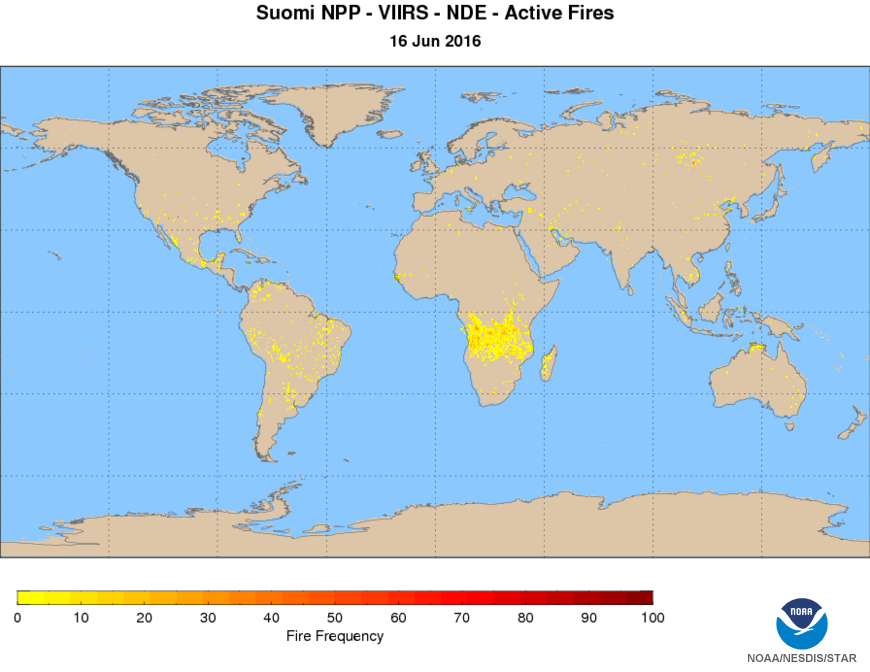 Suomi NPP - VIIRS - NDE - Active Fires
16 Jun 2016
0 10 20 30 40 50 60 70 80 90 100
Fire Frequency
NOAA
NOAA/NESDIS/STAR